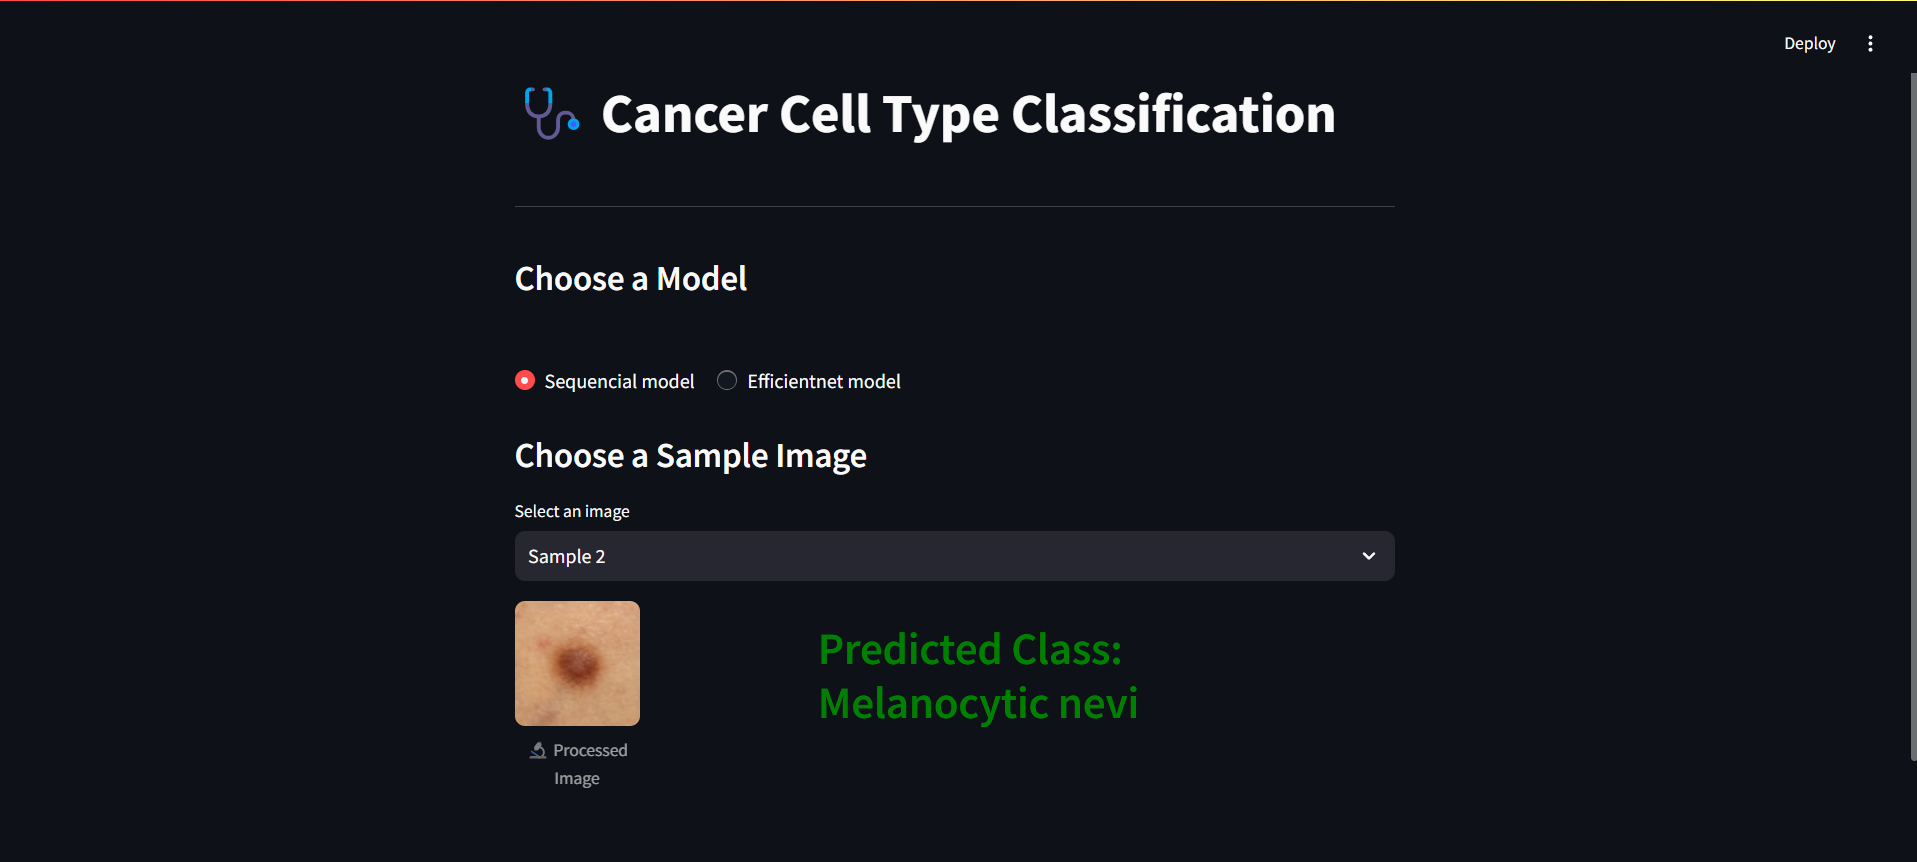 Deploy
Cancer Cell Type Classification
Choose a Model
Sequencial model
Efficientnet model
Choose a Sample Image
Select an image
Sample 2
Predicted Class:
Melanocytic nevi
Processed
Image